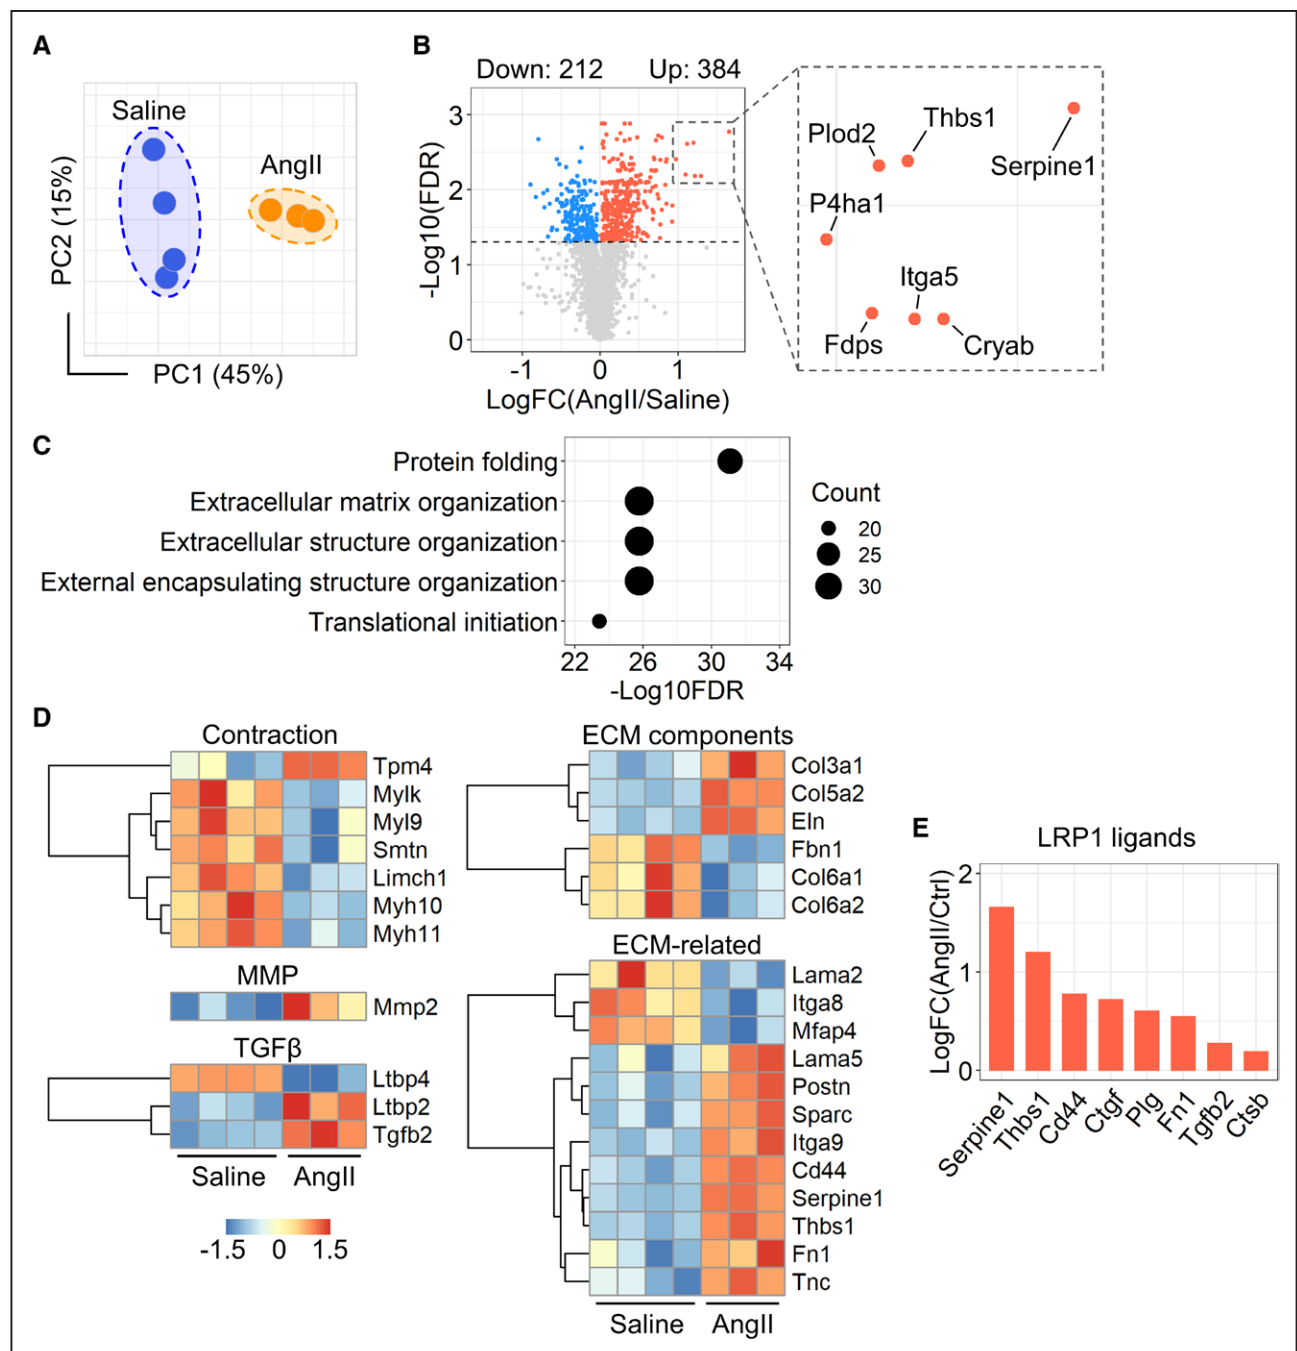 A
Saline
AngII
PC2 (15%)
PC1 (45%)
B
Down: 212 Up: 384
3
2
1
0
-1 0 1
-Log10(FDR)
LogFC(AngII/Saline)
Plod2
Thbs1
Serpine1
P4ha1
Itga5
Fdps
Cryab
C
Protein folding
Extracellular matrix organization
Extracellular structure organization
External encapsulating structure organization
Translational initiation
22 26 30 34
-Log10FDR
Count
20
25
30
D
Contraction
Tpm4
Mylk
Myl9
Smtn
Limch1
Myh10
Myh11
MMP
Mmp2
TGFβ
Ltbp4
Ltbp2
Tgfb2
Saline AngII
-1.5 0 1.5
ECM components
Col3a1
Col5a2
Eln
Fbn1
Col6a1
Col6a2
ECM-related
Lama2
Itga8
Mfap4
Lama5
Postn
Sparc
Itga9
Cd44
Serpine1
Thbs1
Fn1
Tnc
Saline AngII
E
LRP1 ligands
LogFC(AngII/Ctrl)
2
1
0
Serpine1
Thbs1
Cd44
Ctgf
Plg
Fn1
Tgfb2
Ctsb